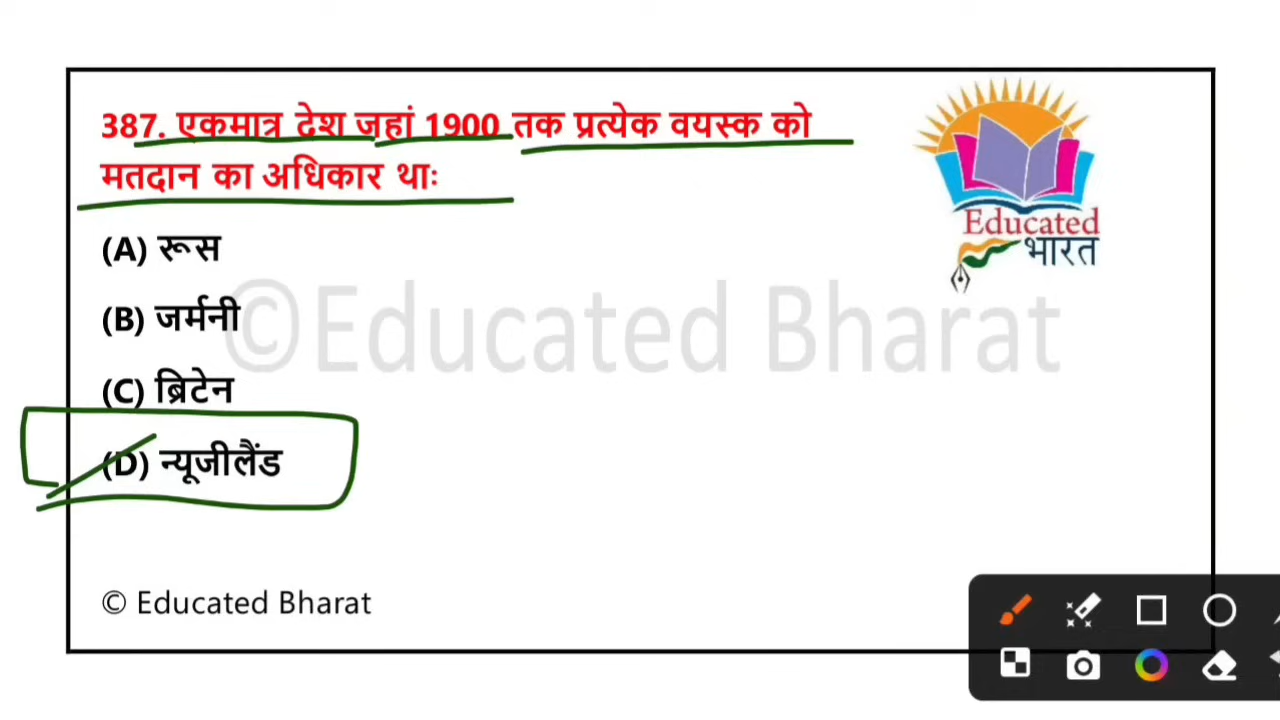 387. एकमात्र देश जहां 1900 तक प्रत्येक वयस्क को
मतदान का अधिकार थाः
(A) रूस
(B) जर्मनी
(C) ब्रिटेन
(D) न्यूजीलैंड
Educated
भारत
©Educated Bharat
© Educated Bharat